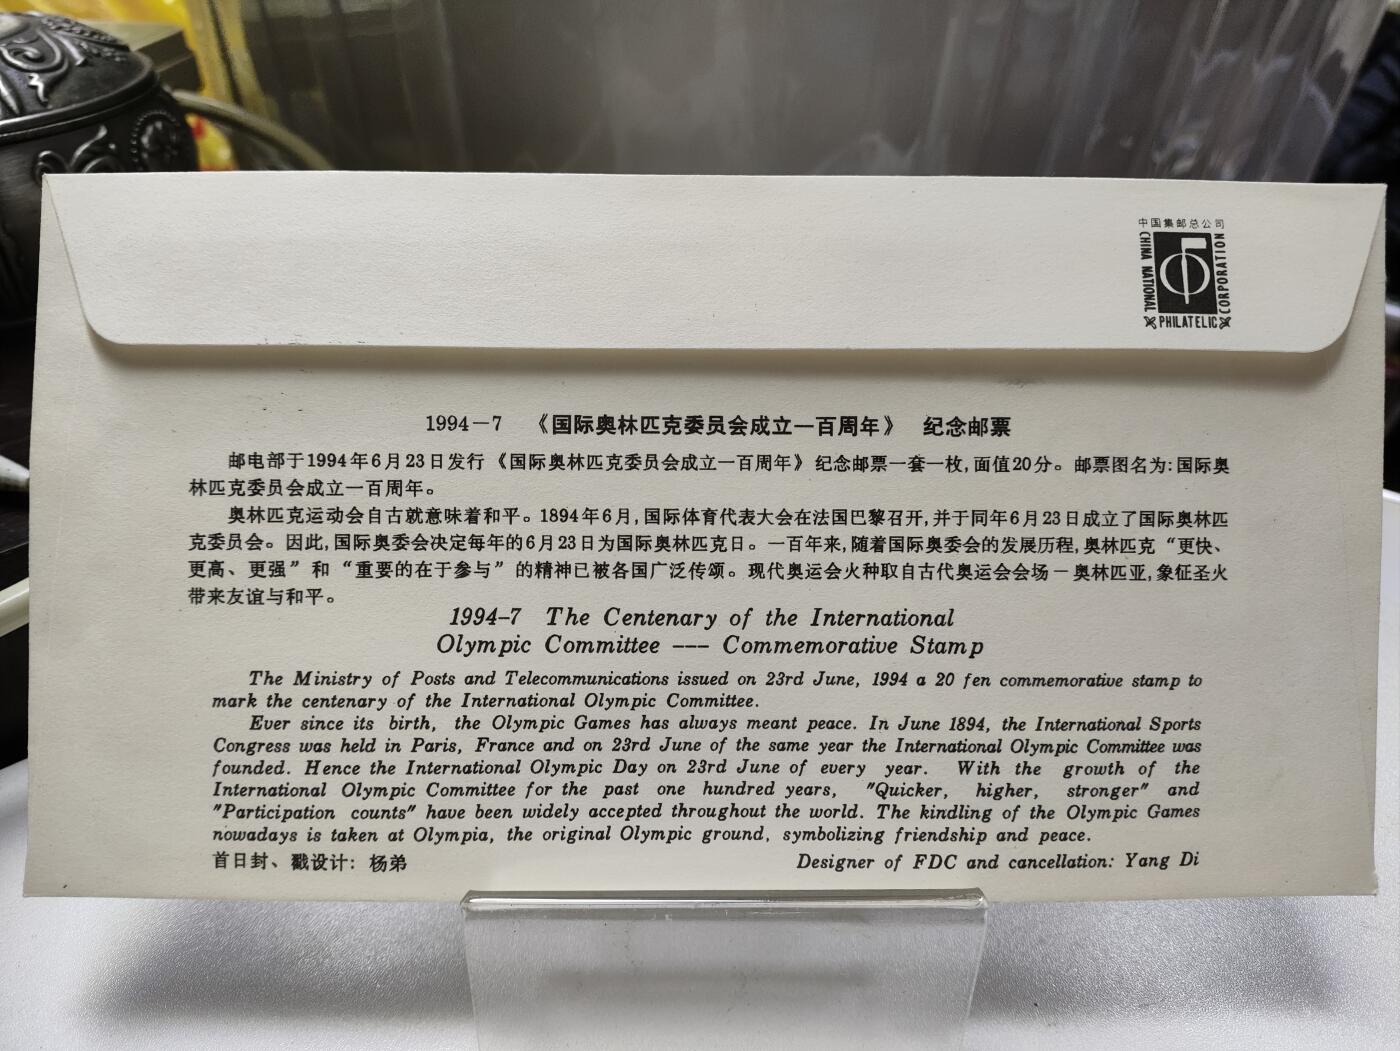 中国集邮总公司
CHINA NATIONAL
PHILATELIC
CORPORATION
1994－7 《国际奥林匹克委员会成立一百周年》 纪念邮票
邮电部于1994年6月23日发行《国际奥林匹克委员会成立一百周年》纪念邮票一套一枚,面值20分。邮票图名为:国际奥
林匹克委员会成立一百周年。
奥林匹克运动会自古就意味着和平。1894年6月,国际体育代表大会在法国巴黎召开,并于同年6月23日成立了国际奥林匹
克委员会。因此,国际奥委会决定每年的6月23日为国际奥林匹克日。一百年来,随着国际奥委会的发展历程,奥林匹克“更快、
更高、更强”和“重要的在于参与”的精神已被各国广泛传颂。现代奥运会火种取自古代奥运会会场－奥林匹亚,象征圣火
带来友谊与和平。
1994-7 The Centenary of the International
Olympic Committee --- Commemorative Stamp
The Ministry of Posts and Telecommunications issued on 23rd June, 1994 a 20 fen commemorative stamp to
mark the centenary of the International Olympic Committee.
Ever since its birth, the Olympic Games has always meant peace. In June 1894, the International Sports
Congress was held in Paris, France and on 23rd June of the same year the International Olympic Committee was
founded. Hence the International Olympic Day on 23rd June of every year. With the growth of the
International Olympic Committee for the past one hundred years, "Quicker, higher, stronger" and
"Participation counts" have been widely accepted throughout the world. The kindling of the Olympic Games
nowadays is taken at Olympia, the original Olympic ground, symbolizing friendship and peace.
首日封、戳设计: 杨弟 Designer of FDC and cancellation: Yang Di